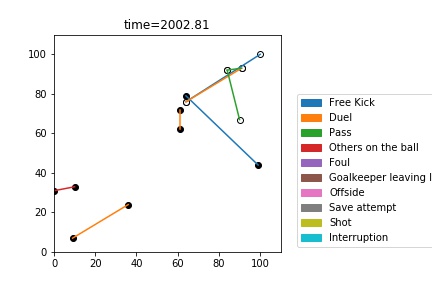 time=2002.81
100
80
60
40
20
0
0 20 40 60 80 100
Free Kick
Duel
Pass
Others on the ball
Foul
Goalkeeper leaving l
Offside
Save attempt
Shot
Interruption